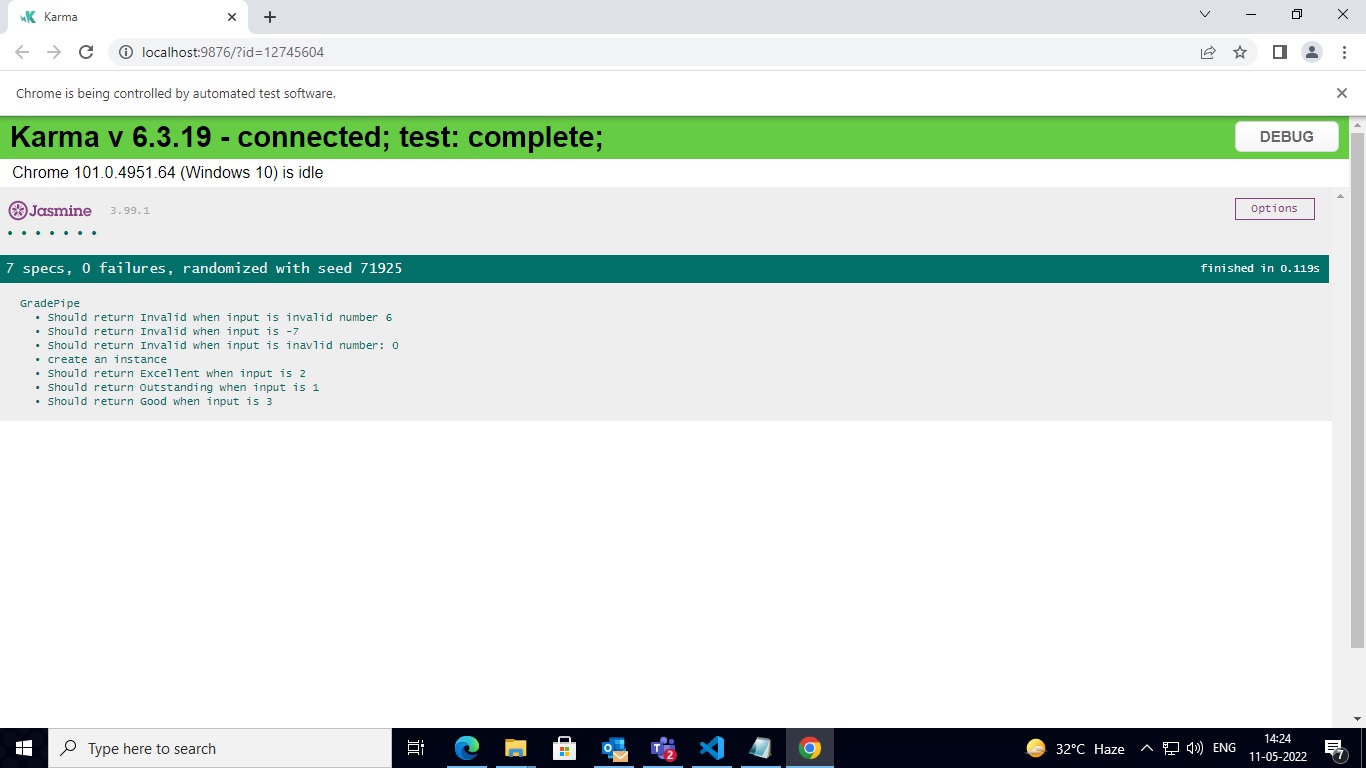 Karma
localhost:9876/?id=12745604
Chrome is being controlled by automated test software.
Karma v 6.3.19 - connected; test: complete;
DEBUG
Chrome 101.0.4951.64 (Windows 10) is idle
Jasmine 3.99.1
Options
7 specs, 0 failures, randomized with seed 71925
finished in 0.119s
GradePipe
• Should return Invalid when input is invalid number 6
• Should return Invalid when input is -7
• Should return Invalid when input is inavlid number: 0
• create an instance
• Should return Excellent when input is 2
• Should return Outstanding when input is 1
• Should return Good when input is 3
Type here to search
2
32°C Haze
ENG
14:24
11-05-2022
7